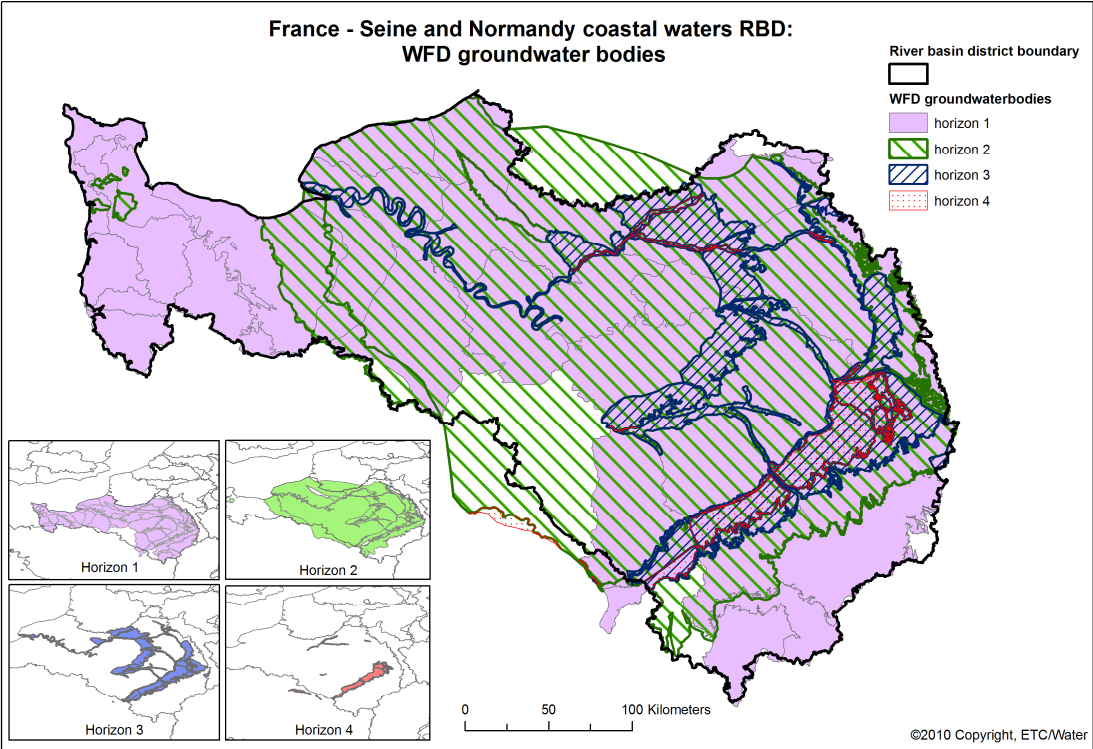 France - Seine and Normandy coastal waters RBD:
WFD groundwater bodies
River basin district boundary
WFD groundwaterbodies
horizon 1
horizon 2
horizon 3
horizon 4
Horizon 1
Horizon 2
Horizon 3
Horizon 4
0 50 100 Kilometers
©2010 Copyright, ETC/Water